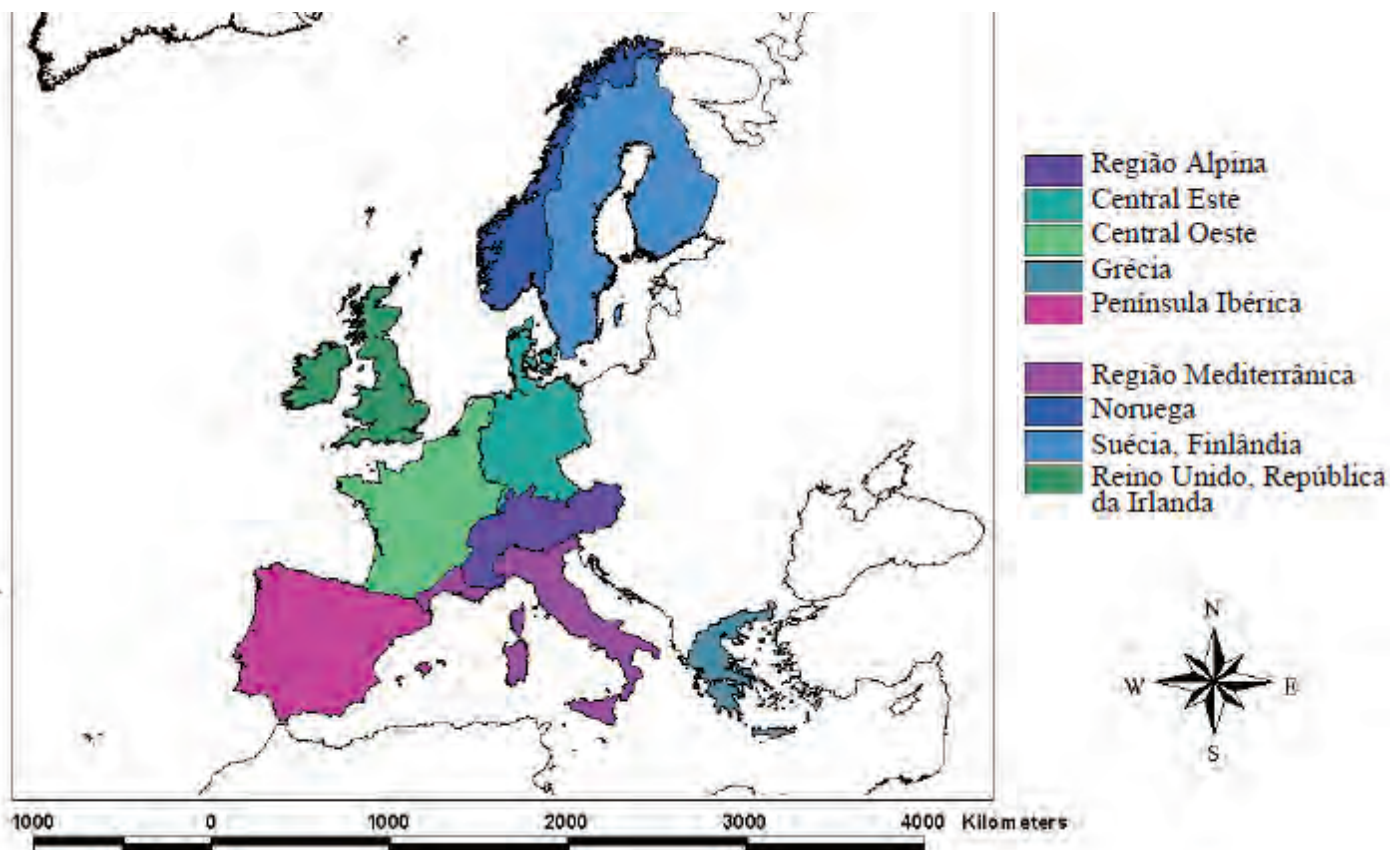 Região Alpina
Central Este
Central Oeste
Grécia
Península Ibérica
Região Mediterrânica
Noruega
Suécia, Finlândia
Reino Unido, República
da Irlanda
N
W E
S
1000 0 1000 2000 3000 4000 Kilometers